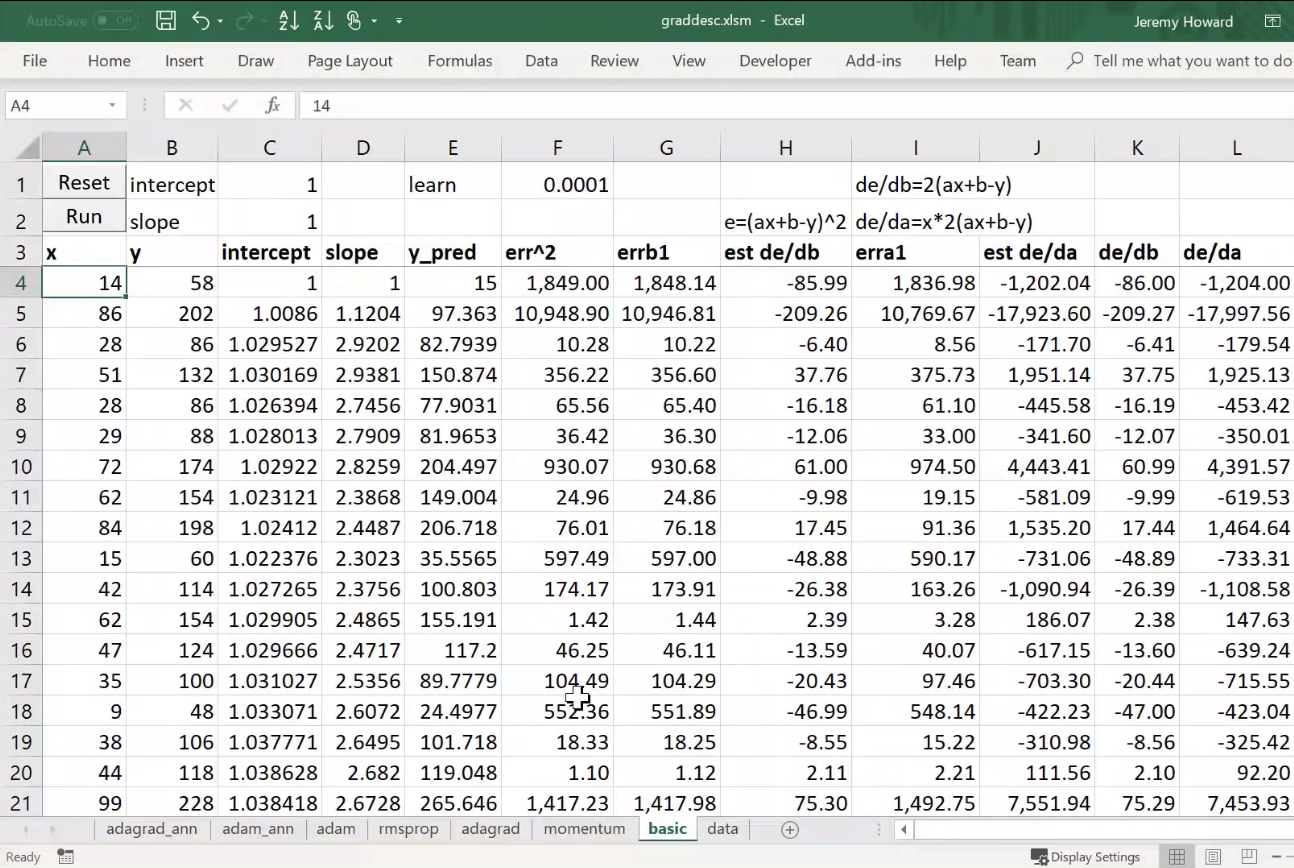 AutoSave Off graddesc.xlsm - Excel Jeremy Howard
File Home Insert Draw Page Layout Formulas Data Review View Developer Add-ins Help Team Tell me what you want to do
A4 fx 14
A B C D E F G H I J K L
1 Reset intercept 1 learn 0.0001 de/db=2(ax+b-y)
2 Run slope 1 e=(ax+b-y)^2 de/da=x*2(ax+b-y)
3 x y intercept slope y_pred err^2 errb1 est de/db erra1 est de/da de/db de/da
4 14 58 1 1 15 1,849.00 1,848.14 -85.99 1,836.98 -1,202.04 -86.00 -1,204.00
5 86 202 1.0086 1.1204 97.363 10,948.90 10,946.81 -209.26 10,769.67 -17,923.60 -209.27 -17,997.56
6 28 86 1.029527 2.9202 82.7939 10.28 10.22 -6.40 8.56 -171.70 -6.41 -179.54
7 51 132 1.030169 2.9381 150.874 356.22 356.60 37.76 375.73 1,951.14 37.75 1,925.13
8 28 86 1.026394 2.7456 77.9031 65.56 65.40 -16.18 61.10 -445.58 -16.19 -453.42
9 29 88 1.028013 2.7909 81.9653 36.42 36.30 -12.06 33.00 -341.60 -12.07 -350.01
10 72 174 1.02922 2.8259 204.497 930.07 930.68 61.00 974.50 4,443.41 60.99 4,391.57
11 62 154 1.023121 2.3868 149.004 24.96 24.86 -9.98 19.15 -581.09 -9.99 -619.53
12 84 198 1.02412 2.4487 206.718 76.01 76.18 17.45 91.36 1,535.20 17.44 1,464.64
13 15 60 1.022376 2.3023 35.5565 597.49 597.00 -48.88 590.17 -731.06 -48.89 -733.31
14 42 114 1.027265 2.3756 100.803 174.17 173.91 -26.38 163.26 -1,090.94 -26.39 -1,108.58
15 62 154 1.029905 2.4865 155.191 1.42 1.44 2.39 3.28 186.07 2.38 147.63
16 47 124 1.029666 2.4717 117.2 46.25 46.11 -13.59 40.07 -617.15 -13.60 -639.24
17 35 100 1.031027 2.5356 89.7779 104.49 104.29 -20.43 97.46 -703.30 -20.44 -715.55
18 9 48 1.033071 2.6072 24.4977 552.36 551.89 -46.99 548.14 -422.23 -47.00 -423.04
19 38 106 1.037771 2.6495 101.718 18.33 18.25 -8.55 15.22 -310.98 -8.56 -325.42
20 44 118 1.038628 2.682 119.048 1.10 1.12 2.11 2.21 111.56 2.10 92.20
21 99 228 1.038418 2.6728 265.646 1,417.23 1,417.98 75.30 1,492.75 7,551.94 75.29 7,453.93
adagrad_ann adam_ann adam rmsprop adagrad momentum basic data
Ready Display Settings